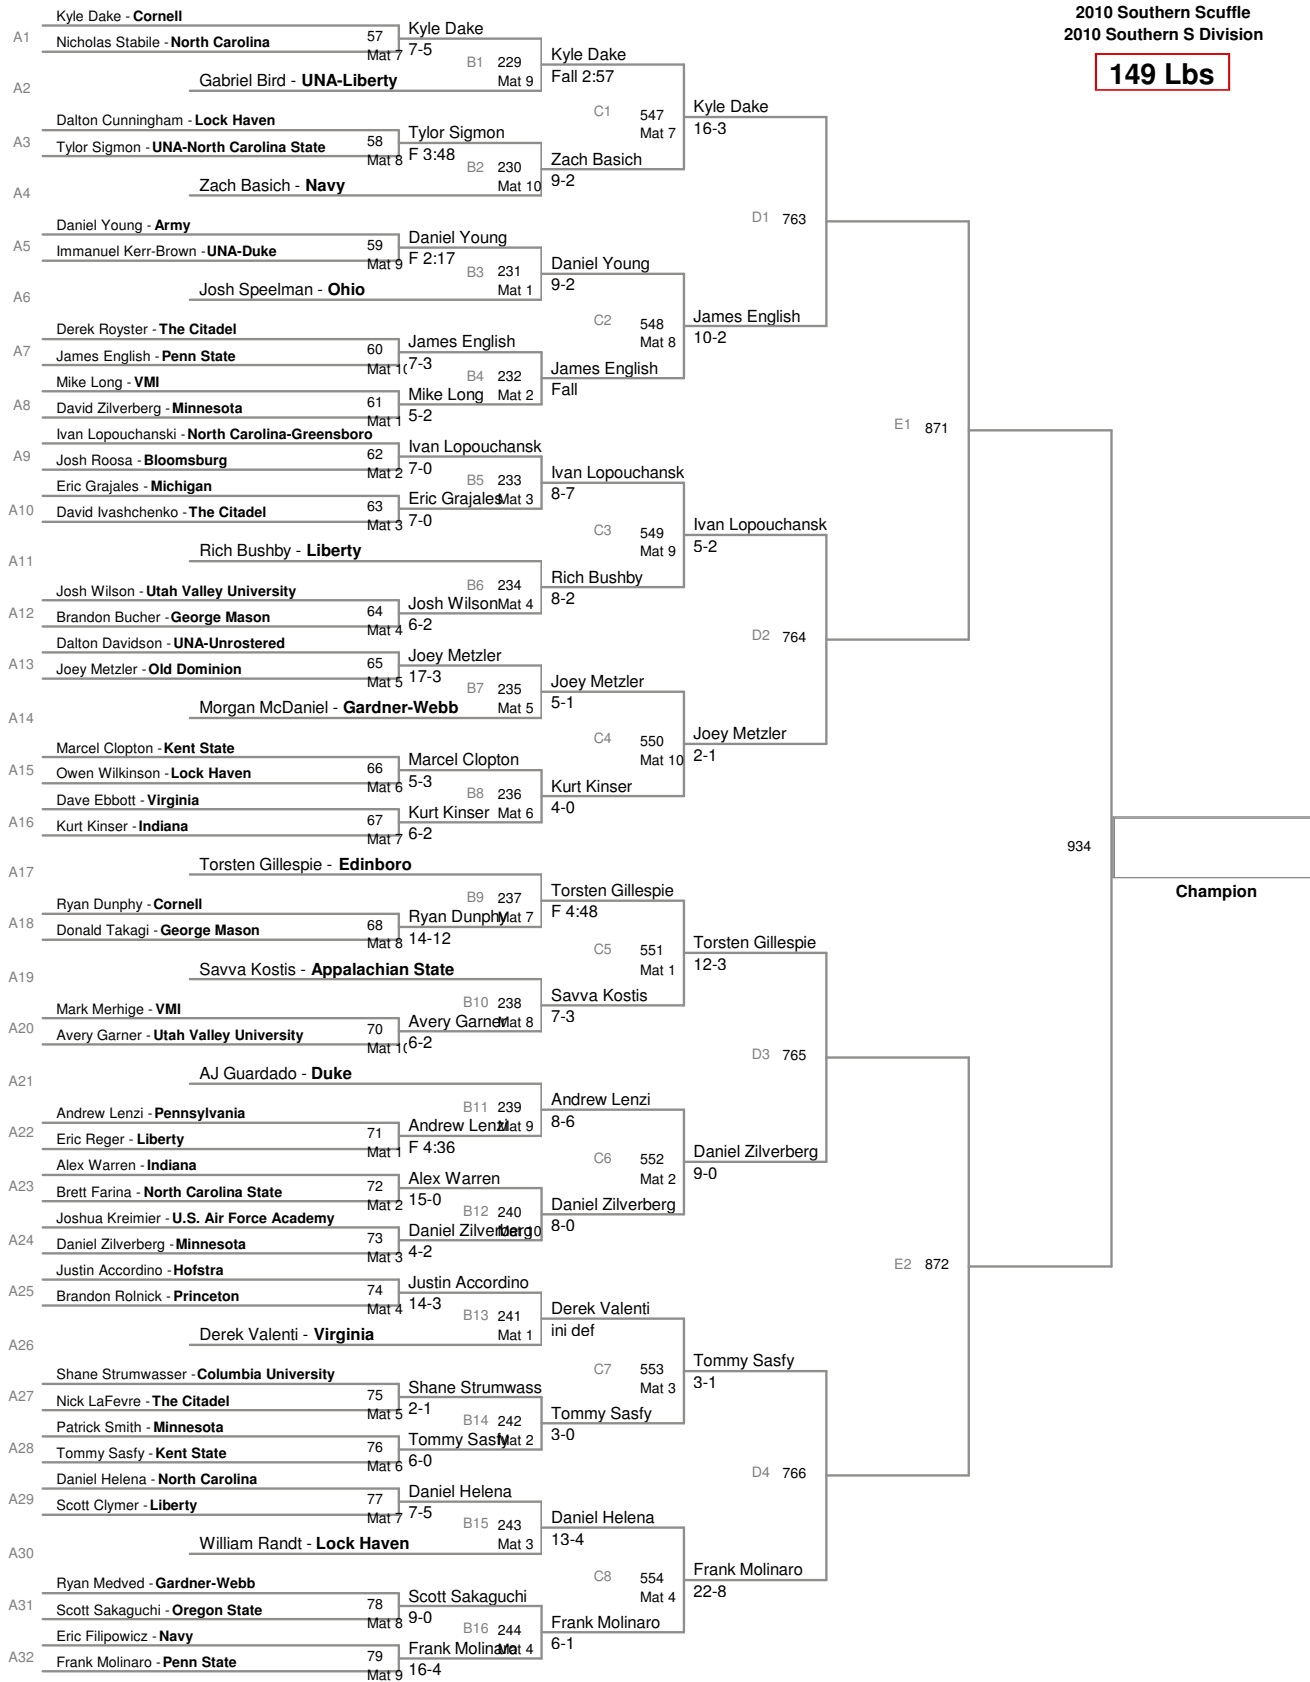 2010 Southern Scuffle
2010 Southern S Division
149 Lbs
A1
Kyle Dake - Cornell
Nicholas Stabile - North Carolina
57
Mat 7
Kyle Dake
7-5
A2
Gabriel Bird - UNA-Liberty
B1 229
Mat 9
Kyle Dake
Fall 2:57
A3
Dalton Cunningham - Lock Haven
Tylor Sigmon - UNA-North Carolina State
58
Mat 8
Tylor Sigmon
F 3:48
A4
Zach Basich - Navy
B2 230
Mat 10
Zach Basich
9-2
C1 547
Mat 7
Kyle Dake
16-3
A5
Daniel Young - Army
Immanuel Kerr-Brown - UNA-Duke
59
Mat 9
Daniel Young
F 2:17
A6
Josh Speelman - Ohio
B3 231
Mat 1
Daniel Young
9-2
A7
Derek Royster - The Citadel
James English - Penn State
60
Mat 10
James English
7-3
A8
Mike Long - VMI
David Zilverberg - Minnesota
61
Mat 1
Mike Long
5-2
B4 232
Mat 2
James English
Fall
C2 548
Mat 8
James English
10-2
D1 763
A9
Ivan Lopouchanski - North Carolina-Greensboro
Josh Roosa - Bloomsburg
62
Mat 2
Ivan Lopouchansk
7-0
A10
Eric Grajales - Michigan
David Ivashchenko - The Citadel
63
Mat 3
Eric Grajales
7-0
B5 233
Mat 3
Ivan Lopouchansk
8-7
A11
Rich Bushby - Liberty
A12
Josh Wilson - Utah Valley University
Brandon Bucher - George Mason
64
Mat 4
Josh Wilson
6-2
B6 234
Mat 4
Rich Bushby
8-2
C3 549
Mat 9
Ivan Lopouchansk
5-2
A13
Dalton Davidson - UNA-Unrostered
Joey Metzler - Old Dominion
65
Mat 5
Joey Metzler
17-3
A14
Morgan McDaniel - Gardner-Webb
B7 235
Mat 5
Joey Metzler
5-1
A15
Marcel Clopton - Kent State
Owen Wilkinson - Lock Haven
66
Mat 6
Marcel Clopton
5-3
A16
Dave Ebbott - Virginia
Kurt Kinser - Indiana
67
Mat 7
Kurt Kinser
6-2
B8 236
Mat 6
Kurt Kinser
4-0
C4 550
Mat 10
Joey Metzler
2-1
D2 764
E1 871
A17
Torsten Gillespie - Edinboro
A18
Ryan Dunphy - Cornell
Donald Takagi - George Mason
68
Mat 8
Ryan Dunphy
14-12
B9 237
Mat 7
Torsten Gillespie
F 4:48
A19
Savva Kostis - Appalachian State
A20
Mark Merhige - VMI
Avery Garner - Utah Valley University
70
Mat 10
Avery Garner
6-2
B10 238
Mat 8
Savva Kostis
7-3
C5 551
Mat 1
Torsten Gillespie
12-3
A21
AJ Guardado - Duke
A22
Andrew Lenzi - Pennsylvania
Eric Reger - Liberty
71
Mat 1
Andrew Lenzi
F 4:36
B11 239
Mat 9
Andrew Lenzi
8-6
A23
Alex Warren - Indiana
Brett Farina - North Carolina State
72
Mat 2
Alex Warren
15-0
A24
Joshua Kreimier - U.S. Air Force Academy
Daniel Zilverberg - Minnesota
73
Mat 3
Daniel Zilverberg
4-2
B12 240
Mat 10
Daniel Zilverberg
8-0
C6 552
Mat 2
Daniel Zilverberg
9-0
D3 765
A25
Justin Accordino - Hofstra
Brandon Rolnick - Princeton
74
Mat 4
Justin Accordino
14-3
A26
Derek Valenti - Virginia
B13 241
Mat 1
Derek Valenti
ini def
A27
Shane Strumwasser - Columbia University
Nick LaFevre - The Citadel
75
Mat 5
Shane Strumwass
2-1
A28
Patrick Smith - Minnesota
Tommy Sasfy - Kent State
76
Mat 6
Tommy Sasfy
6-0
B14 242
Mat 2
Tommy Sasfy
3-0
C7 553
Mat 3
Tommy Sasfy
3-1
A29
Daniel Helena - North Carolina
Scott Clymer - Liberty
77
Mat 7
Daniel Helena
7-5
A30
William Randt - Lock Haven
B15 243
Mat 3
Daniel Helena
13-4
A31
Ryan Medved - Gardner-Webb
Scott Sakaguchi - Oregon State
78
Mat 8
Scott Sakaguchi
9-0
A32
Eric Filipowicz - Navy
Frank Molinaro - Penn State
79
Mat 9
Frank Molinaro
16-4
B16 244
Mat 4
Frank Molinaro
6-1
C8 554
Mat 4
Frank Molinaro
22-8
D4 766
E2 872
934
Champion